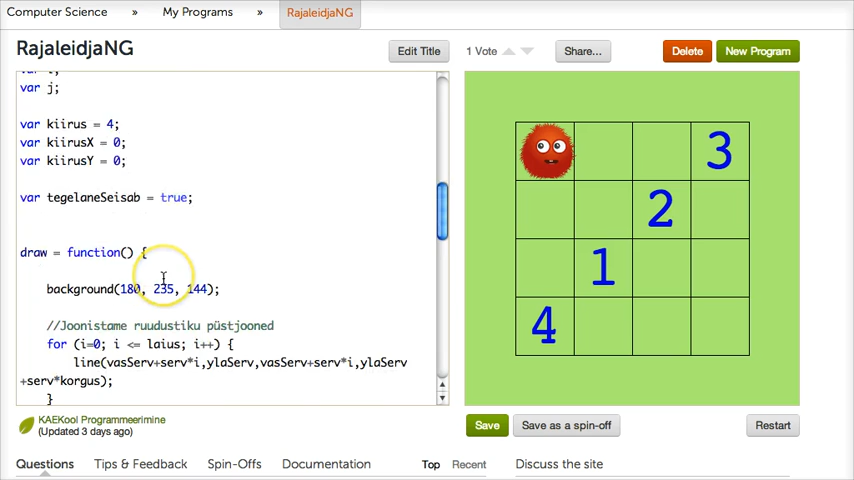 Computer Science » My Programs » RajaleidjaNG
RajaleidjaNG
Edit Title
1 Vote
Share...
Delete
New Program
var j;
var kiirus = 4;
var kiirusX = 0;
var kiirusY = 0;
var tegelaneSeisab = true;
draw = function() {
background(180, 235, 144);
//Joonistame ruudustiku püstjooned
for (i=0; i <= laius; i++) {
line(vasServ+serv*i,ylaServ,vasServ+serv*i,ylaServ
+serv*korgus);
}
3
2
1
4
KAEKool Programmeerimine
(Updated 3 days ago)
Save
Save as a spin-off
Restart
Questions Tips & Feedback Spin-Offs Documentation Top Recent Discuss the site